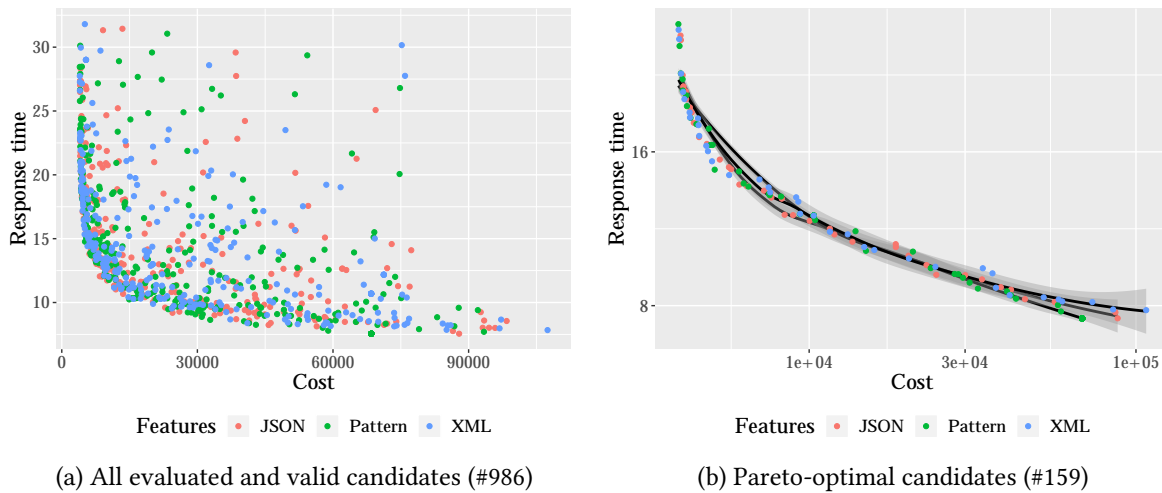 30
25
20
15
10
Response time
0
30000
60000
90000
Cost
Features
JSON
Pattern
XML
(a) All evaluated and valid candidates (#986)
16
8
Response time
1e+04
3e+04
1e+05
Cost
Features
JSON
Pattern
XML
(b) Pareto-optimal candidates (#159)